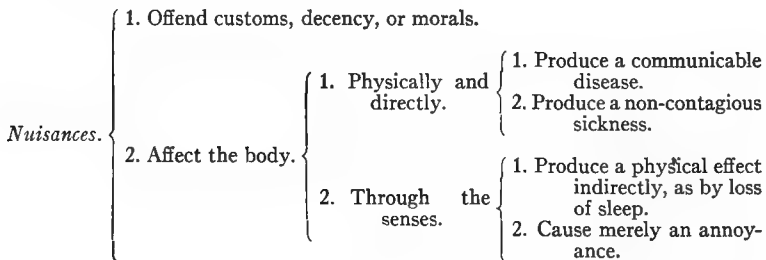 Nuisances.
1. Offend customs, decency, or morals.
2. Affect the body.
1. Physically and
directly.
1. Produce a communicable
disease.
2. Produce a non-contagious
sickness.
2. Through the
senses.
1. Produce a physical effect
indirectly, as by loss
of sleep.
2. Cause merely an annoy-
ance.